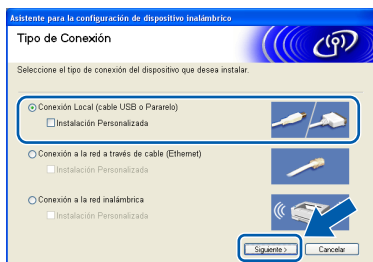 Asistente para la configuración de dispositivo inalámbrico
Tipo de Conexión
Seleccione el tipo de conexión del dispositivo que desea instalar.
Conexión Local (cable USB o Pararelo)
Instalación Personalizada
Conexión a la red a través de cable (Ethernet)
Instalación Personalizada
Conexión a la red inalámbrica
Instalación Personalizada
Siguiente > Cancelar